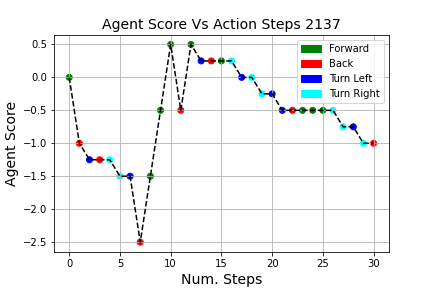 Agent Score Vs Action Steps 2137
Agent Score
0.5
0.0
−0.5
−1.0
−1.5
−2.0
−2.5
Forward
Back
Turn Left
Turn Right
0 5 10 15 20 25 30
Num. Steps